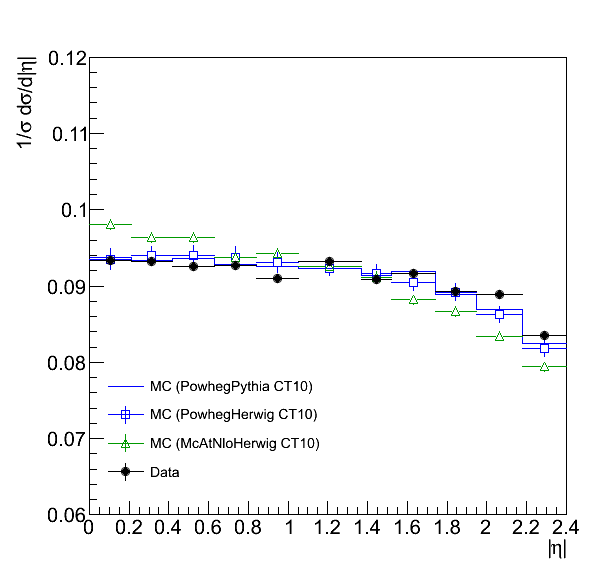 1/σ dσ/d|η|
0.12
0.11
0.1
0.09
0.08
0.07
0.06
MC (PowhegPythia CT10)
MC (PowhegHerwig CT10)
MC (McAtNloHerwig CT10)
Data
0 0.2 0.4 0.6 0.8 1 1.2 1.4 1.6 1.8 2 2.2 2.4
|η|